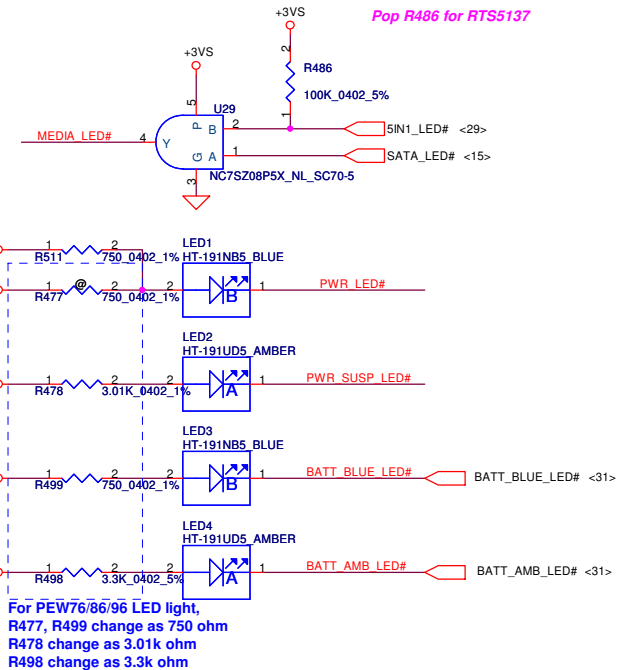 +3VS
Pop R486 for RTS5137
+3VS
2
R486
100K_0402_5%
1
5
U29
P
B
2
5IN1_LED# <29>
MEDIA_LED#
4
Y
G
A
1
SATA_LED# <15>
3
NC7SZ08P5X_NL_SC70-5
1
2
R511
750_0402_1%
LED1
HT-191NB5_BLUE
1
@
2
R477
750_0402_1%
2
B
1
PWR_LED#
LED2
HT-191UD5_AMBER
1
2
R478
3.01K_0402_1%
2
A
1
PWR_SUSP_LED#
LED3
HT-191NB5_BLUE
1
2
R499
750_0402_1%
2
B
1
BATT_BLUE_LED#
BATT_BLUE_LED# <31>
LED4
HT-191UD5_AMBER
1
2
R498
3.3K_0402_5%
2
A
1
BATT_AMB_LED#
BATT_AMB_LED# <31>
For PEW76/86/96 LED light,
R477, R499 change as 750 ohm
R478 change as 3.01k ohm
R498 change as 3.3k ohm